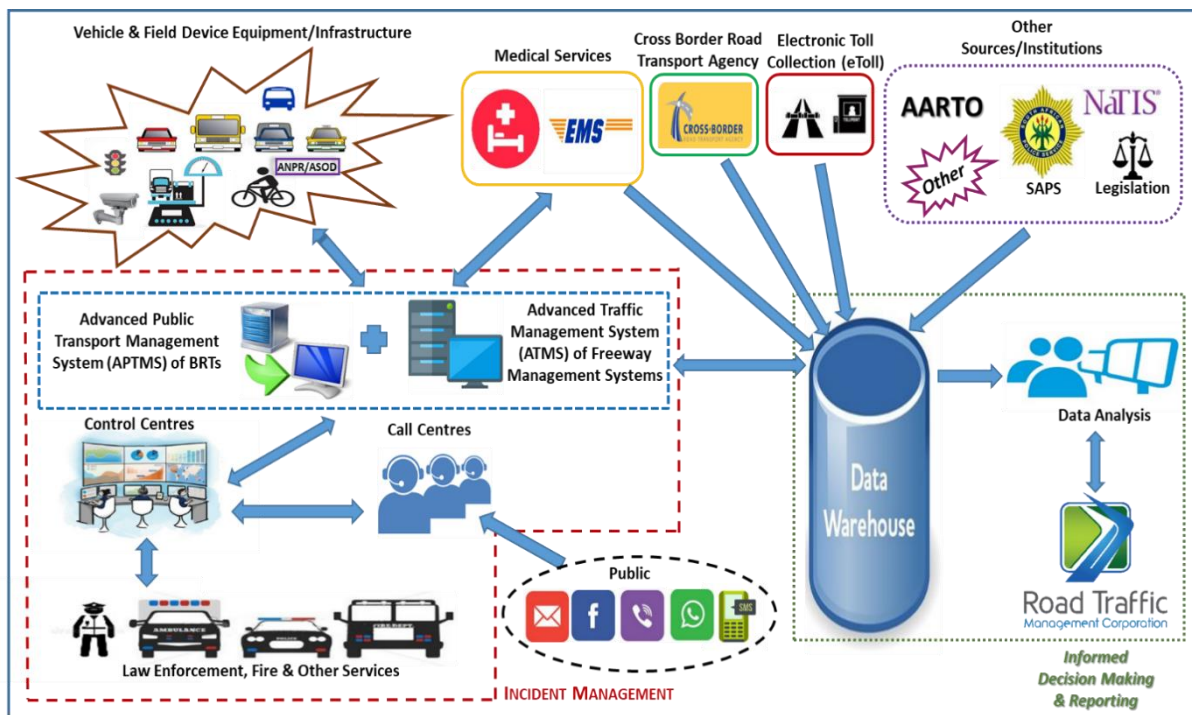 Vehicle & Field Device Equipment/Infrastructure
ANPR/ASOD
Medical Services
EMS
Cross Border Road
Transport Agency
CROSS-BORDER
ROAD TRANSPORT AGENCY
Electronic Toll
Collection (eToll)
Other
Sources/Institutions
AARTO
NaTIS
Other
SAPS
Legislation
Advanced Public
Transport Management
System (APTMS) of BRTs
Advanced Traffic
Management System
(ATMS) of Freeway
Management Systems
Control Centres
Call Centres
Data
Warehouse
Data Analysis
Road Traffic
Management Corporation
Public
SMS
AMBULANCE
POLICE
FIRE DEPT.
Law Enforcement, Fire & Other Services
INCIDENT MANAGEMENT
Informed
Decision Making
& Reporting